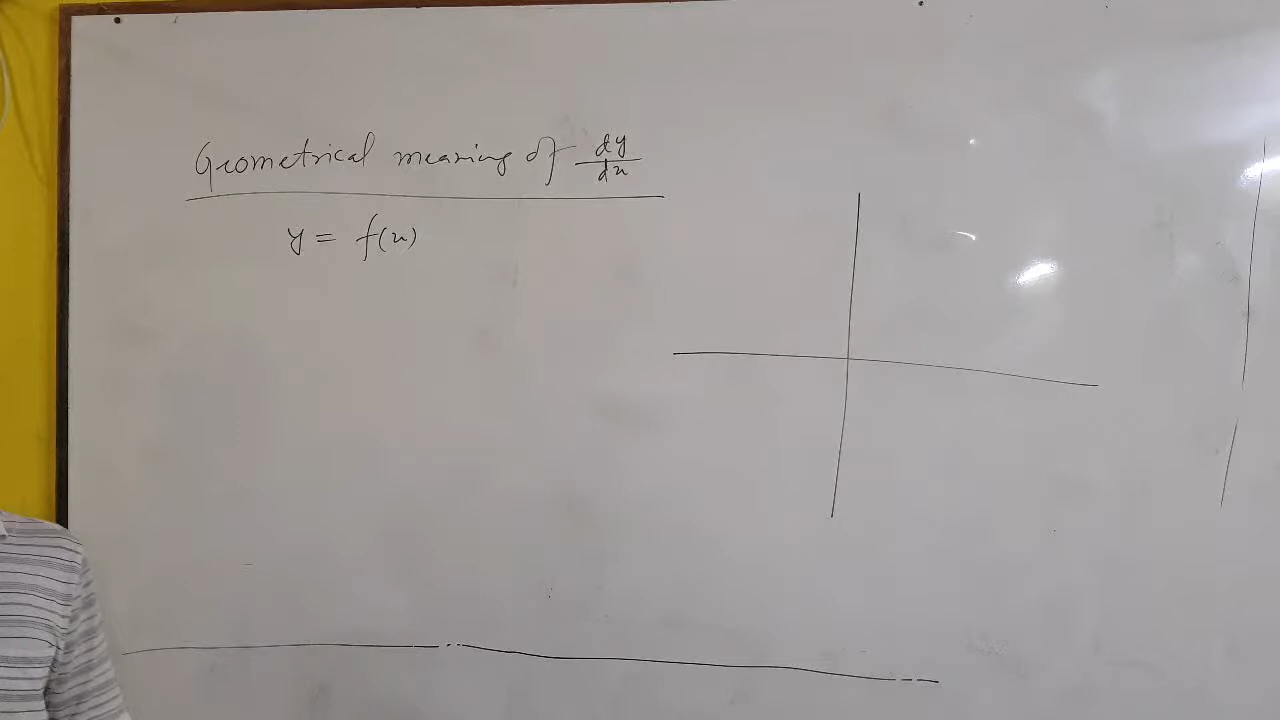 Geometrical meaning of dy/dx
y = f(x)